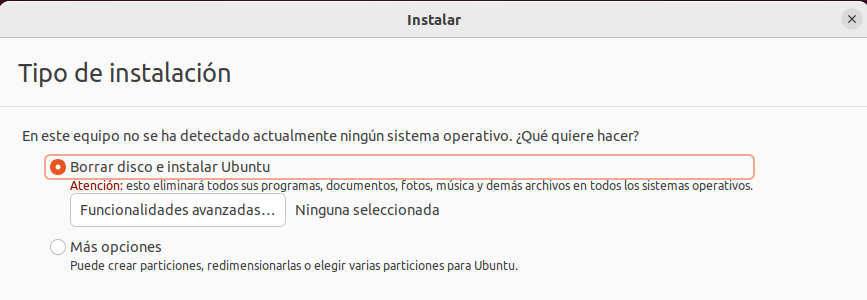 Instalar
Tipo de instalación
En este equipo no se ha detectado actualmente ningún sistema operativo. ¿Qué quiere hacer?
Borrar disco e instalar Ubuntu
Atención: esto eliminará todos sus programas, documentos, fotos, música y demás archivos en todos los sistemas operativos.
Funcionalidades avanzadas... Ninguna seleccionada
Más opciones
Puede crear particiones, redimensionarlas o elegir varias particiones para Ubuntu.